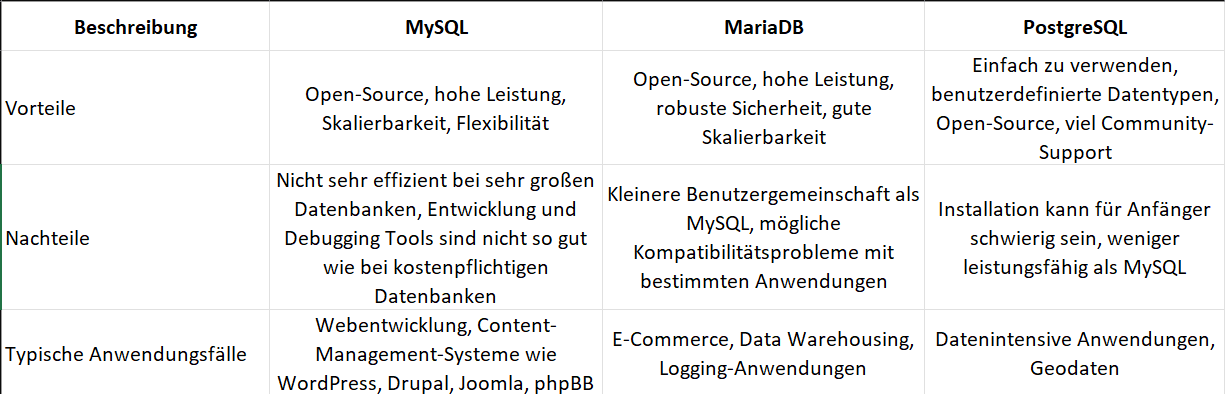 Beschreibung MySQL MariaDB PostgreSQL
Vorteile
Open-Source, hohe Leistung,
Skalierbarkeit, Flexibilität
Open-Source, hohe Leistung,
robuste Sicherheit, gute
Skalierbarkeit
Einfach zu verwenden,
benutzerdefinierte Datentypen,
Open-Source, viel Community-
Support
Nachteile
Nicht sehr effizient bei sehr großen
Datenbanken, Entwicklung und
Debugging Tools sind nicht so gut
wie bei kostenpflichtigen
Datenbanken
Kleinere Benutzergemeinschaft als
MySQL, mögliche
Kompatibilitätsprobleme mit
bestimmten Anwendungen
Installation kann für Anfänger
schwierig sein, weniger
leistungsfähig als MySQL
Typische Anwendungsfälle
Webentwicklung, Content-
Management-Systeme wie
WordPress, Drupal, Joomla, phpBB
E-Commerce, Data Warehousing,
Logging-Anwendungen
Datenintensive Anwendungen,
Geodaten